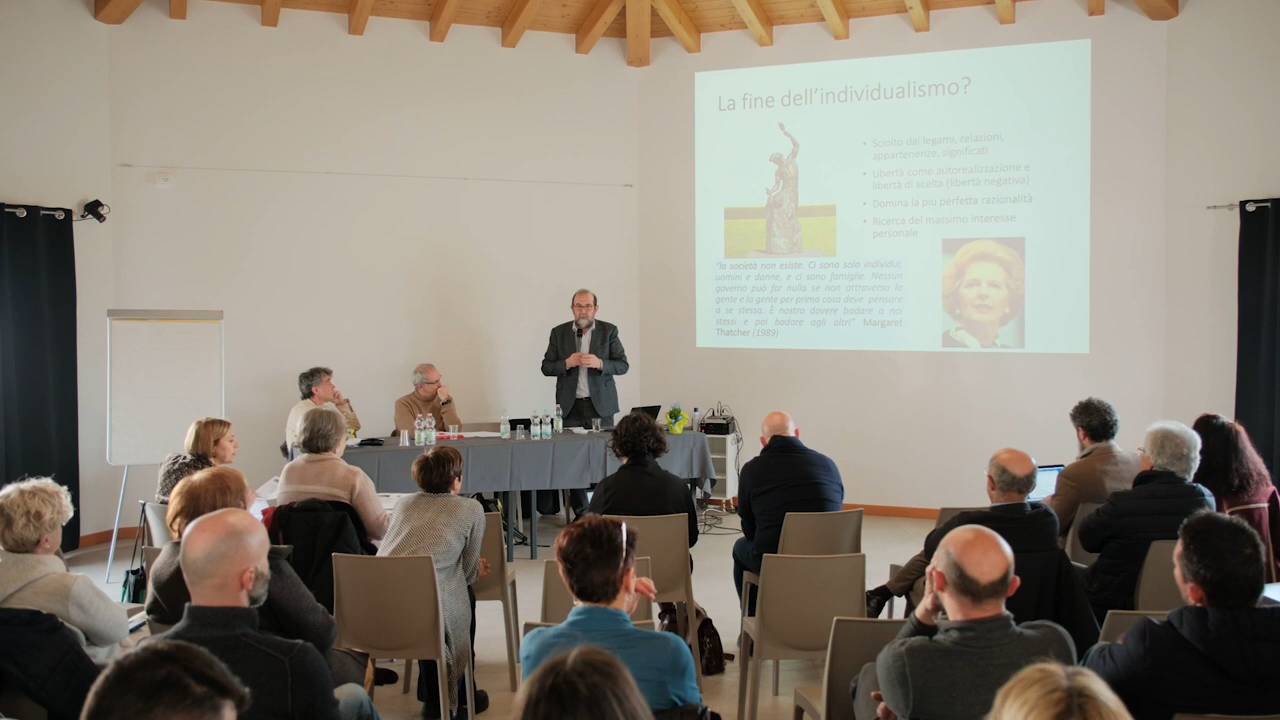 La fine dell'individualismo?
• Sciolto dai legami, relazioni,
appartenenze, significati
• Libertà come autorealizzazione e
libertà di scelta (libertà negativa)
• Domina la più perfetta razionalità
• Ricerca del massimo interesse
personale
"la società non esiste. Ci sono solo individui,
uomini e donne, e ci sono famiglie. Nessun
governo può far nulla se non attraverso la
gente e la gente per prima cosa deve pensare
a se stessa. È nostro dovere badare a noi
stessi e poi badare agli altri" Margaret
Thatcher (1989)